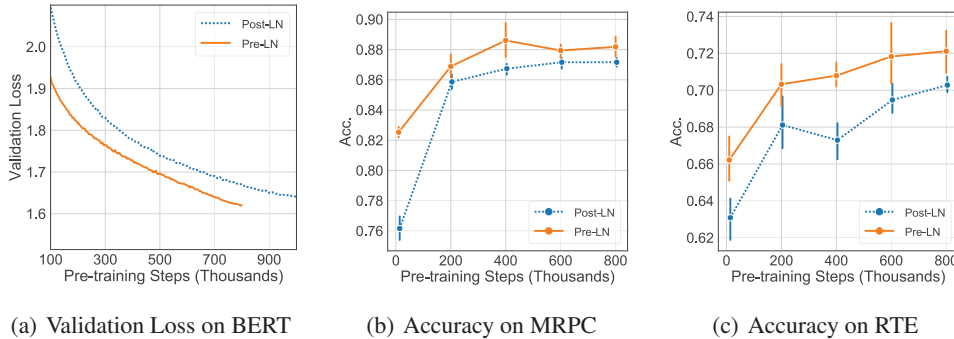 Validation Loss
2.0
1.9
1.8
1.7
1.6
100 300 500 700 900
Pre-training Steps (Thousands)
Post-LN
Pre-LN
(a) Validation Loss on BERT
Acc.
0.90
0.88
0.86
0.84
0.82
0.80
0.78
0.76
0 200 400 600 800
Pre-training Steps (Thousands)
Post-LN
Pre-LN
(b) Accuracy on MRPC
Acc.
0.74
0.72
0.70
0.68
0.66
0.64
0.62
0 200 400 600 800
Pre-training Steps (Thousands)
Post-LN
Pre-LN
(c) Accuracy on RTE